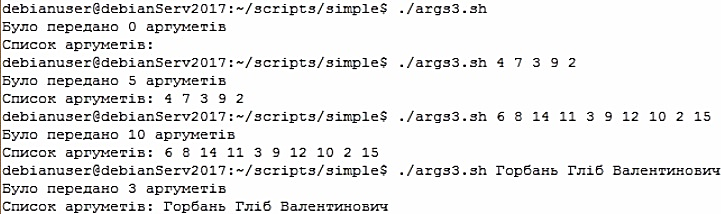 debianuser@debianServ2017:~/scripts/simple$ ./args3.sh
Було передано 0 аргуметів
Список аргуметів:
debianuser@debianServ2017:~/scripts/simple$ ./args3.sh 4 7 3 9 2
Було передано 5 аргуметів
Список аргуметів: 4 7 3 9 2
debianuser@debianServ2017:~/scripts/simple$ ./args3.sh 6 8 14 11 3 9 12 10 2 15
Було передано 10 аргуметів
Список аргуметів: 6 8 14 11 3 9 12 10 2 15
debianuser@debianServ2017:~/scripts/simple$ ./args3.sh Горбань Гліб Валентинович
Було передано 3 аргуметів
Список аргуметів: Горбань Гліб Валентинович